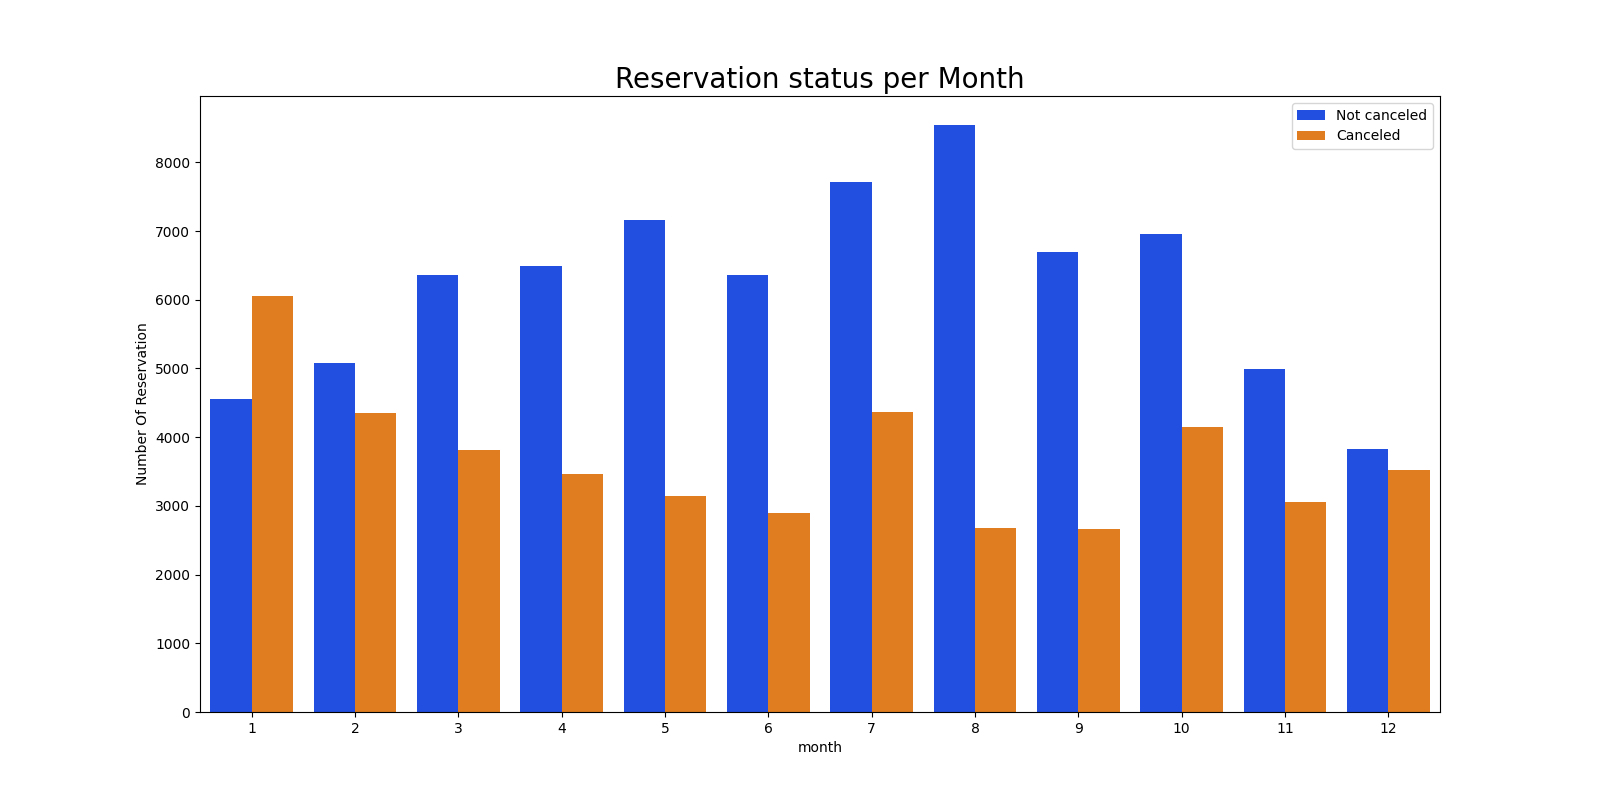 Reservation status per Month
Not canceled
Canceled
8000
7000
6000
5000
4000
3000
2000
1000
0
Number Of Reservation
1 2 3 4 5 6 7 8 9 10 11 12
month